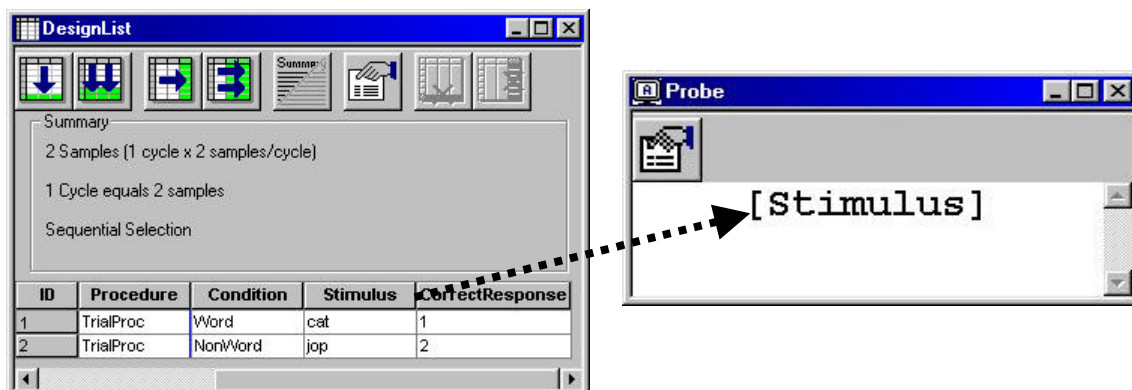 DesignList
Summary
Summary
2 Samples (1 cycle x 2 samples/cycle)
1 Cycle equals 2 samples
Sequential Selection
ID Procedure Condition Stimulus CorrectResponse
1 TrialProc Word cat 1
2 TrialProc NonWord jop 2
A Probe
[Stimulus]